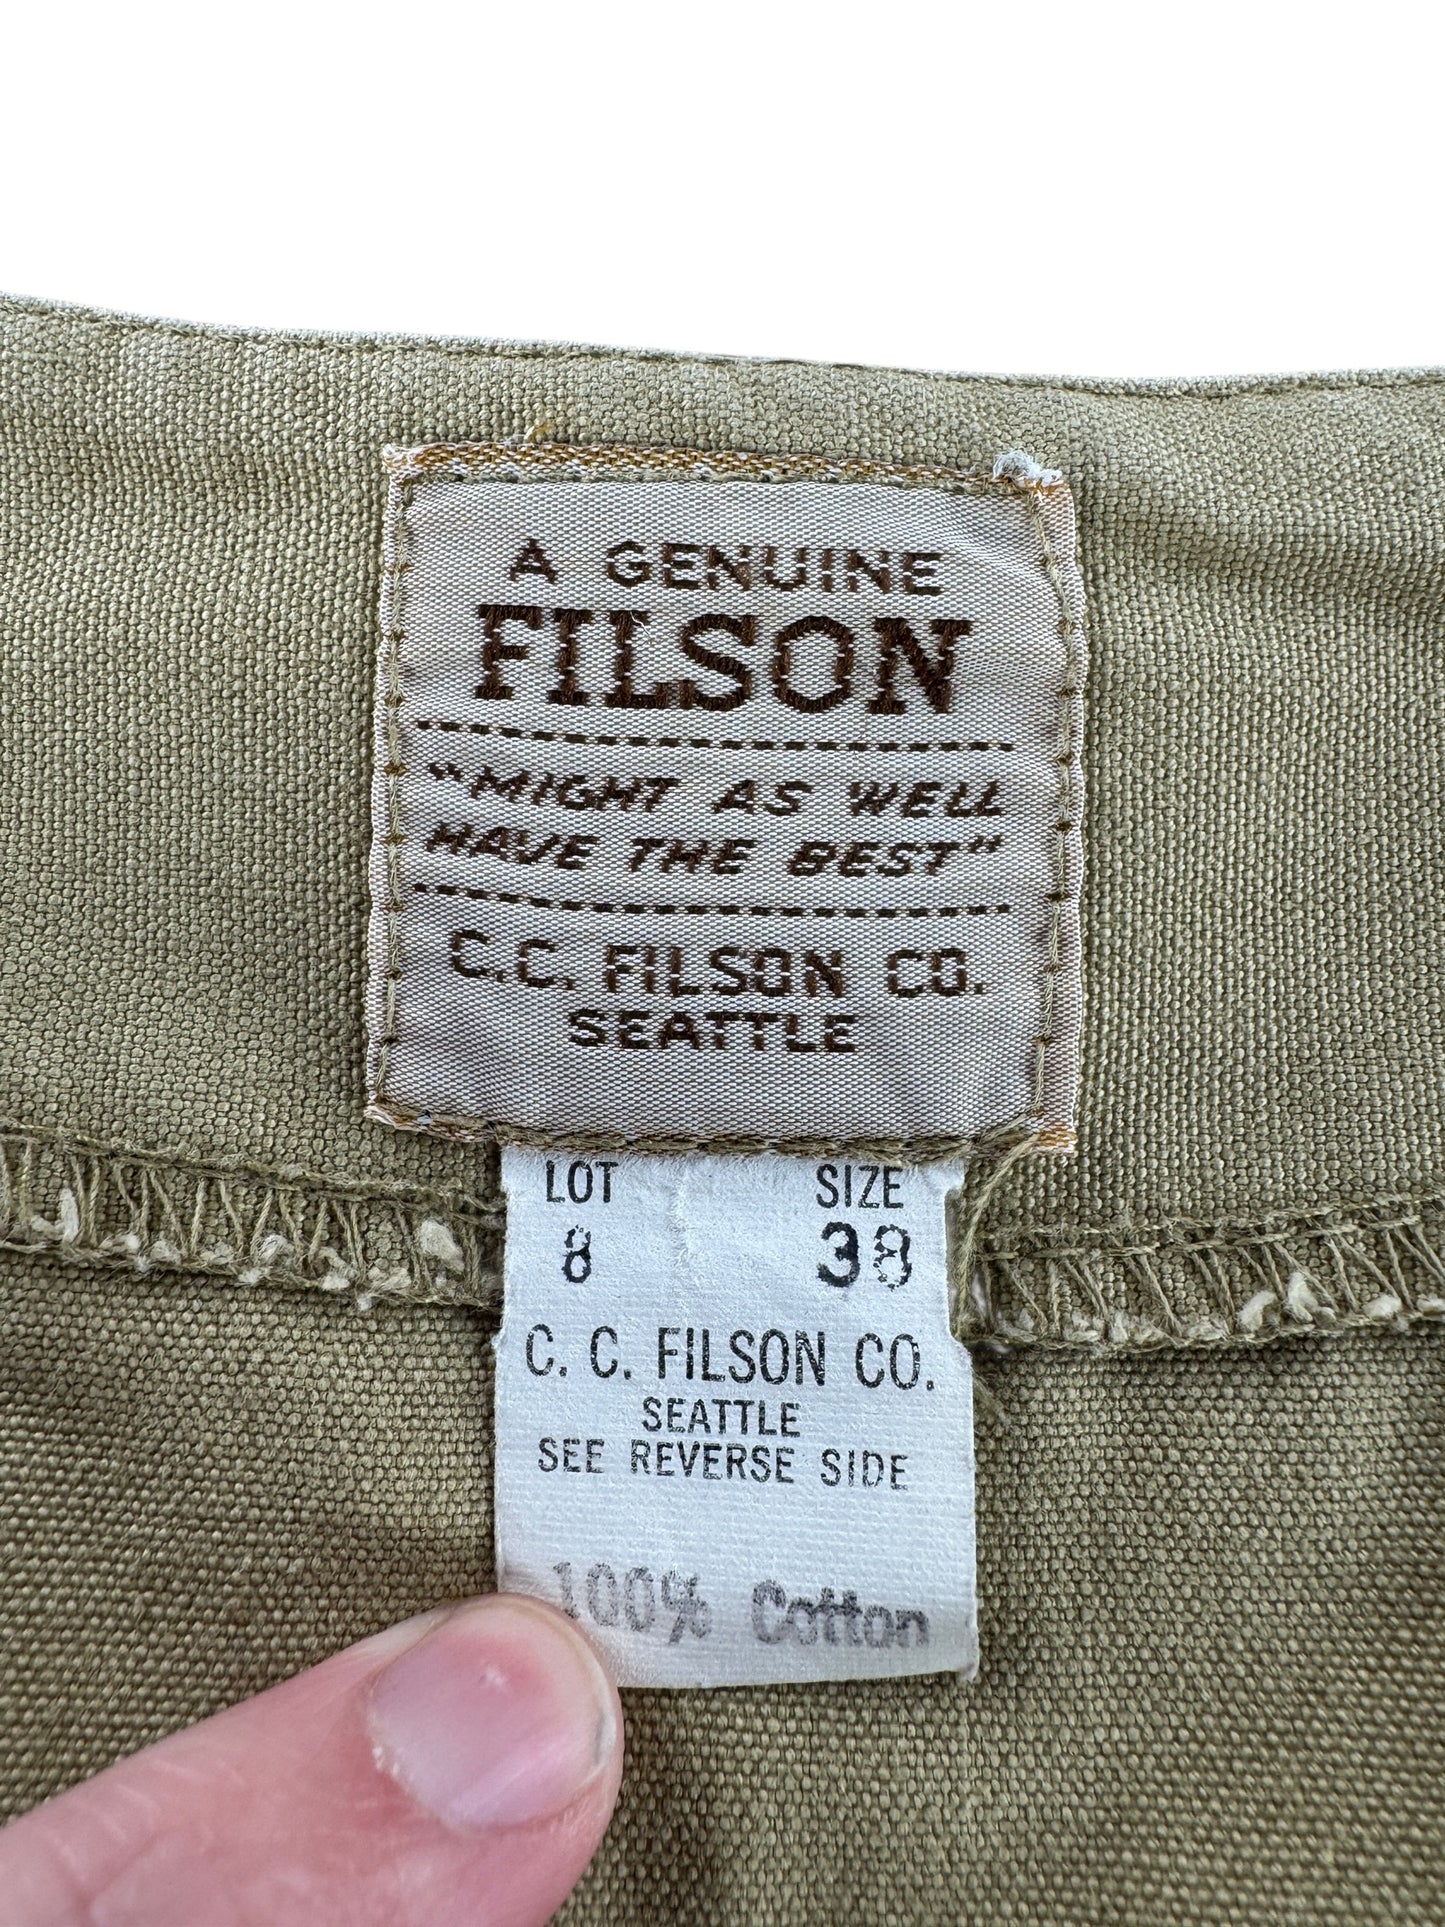 A GENUINE
FILSON
"MIGHT AS WELL
HAVE THE BEST"
C.C. FILSON CO.
SEATTLE
LOT SIZE
8 38
C. C. FILSON CO.
SEATTLE
SEE REVERSE SIDE
100% Cotton